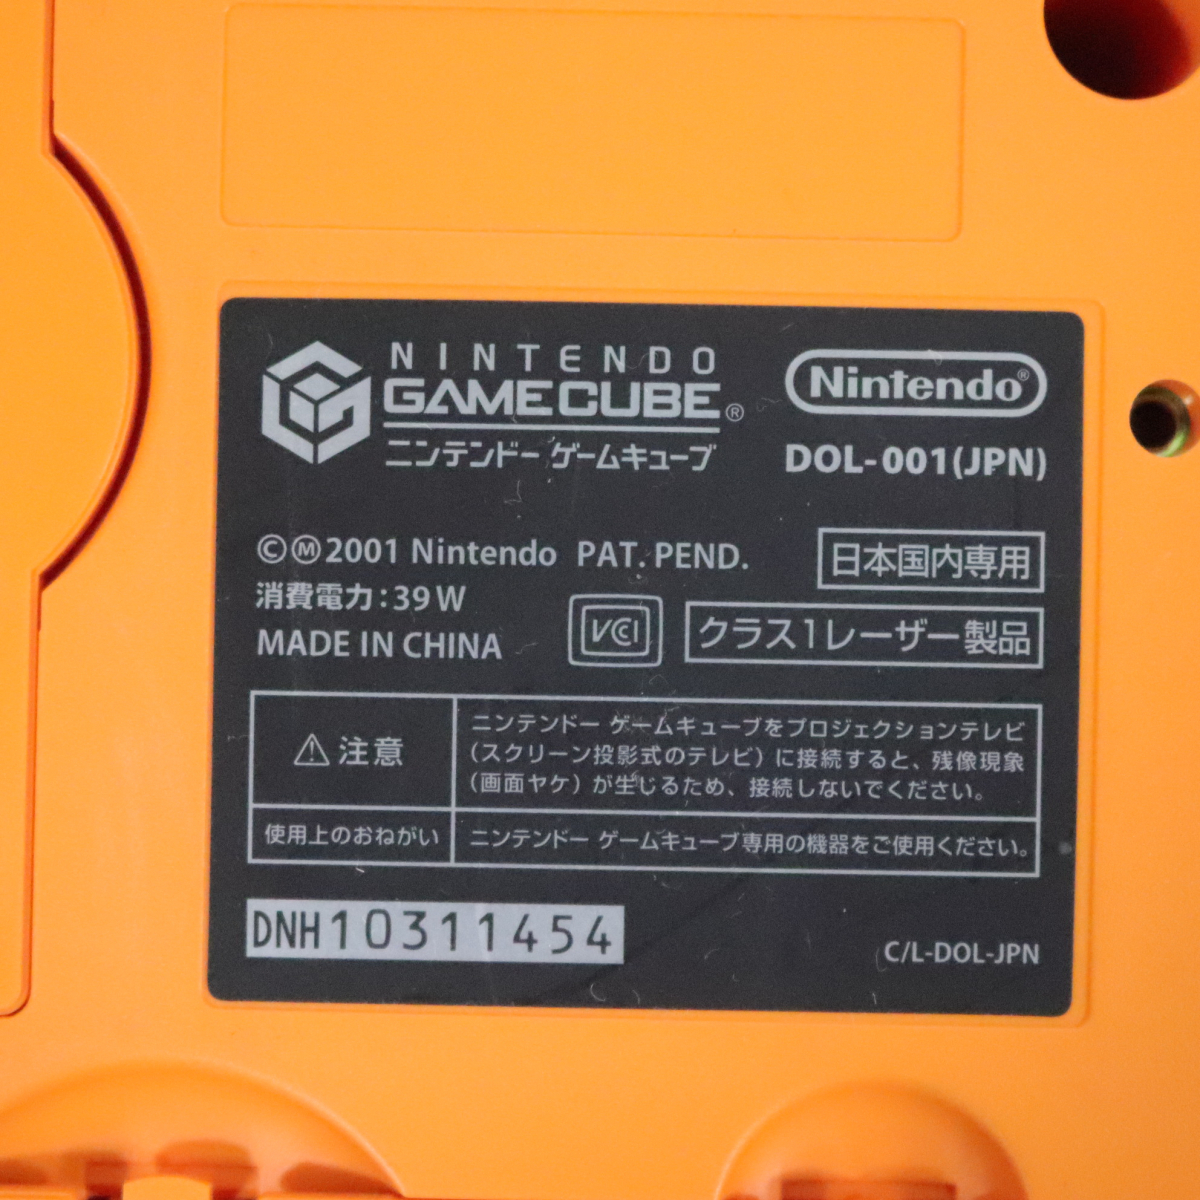 NINTENDO
GAMECUBE®
ニンテンドー ゲームキューブ
Nintendo®
DOL-001(JPN)
©Ⓜ2001 Nintendo PAT. PEND.
日本国内専用
消費電力:39W
MADE IN CHINA
VCCI
クラス1レーザー製品
⚠注意
ニンテンドー ゲームキューブをプロジェクションテレビ
(スクリーン投影式のテレビ)に接続すると、残像現象
(画面ヤケ)が生じるため、接続しないでください。
使用上のおねがい
ニンテンドー ゲームキューブ専用の機器をご使用ください。
DNH10311454
C/L-DOL-JPN